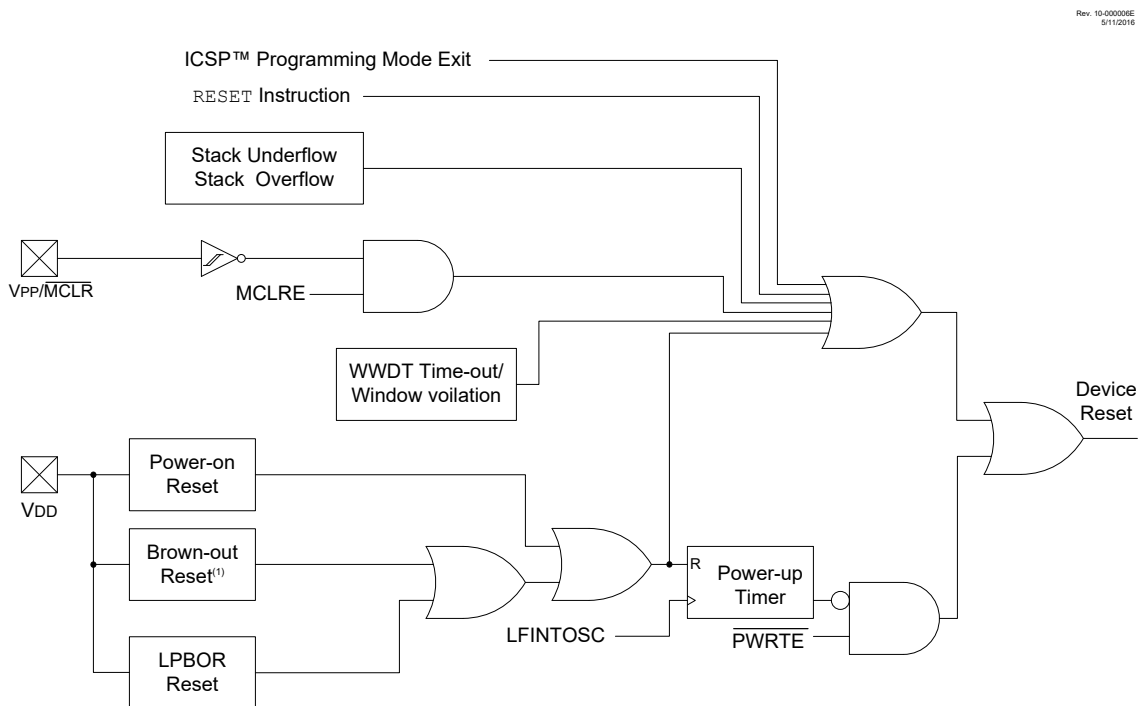 Rev. 10-000006E
5/11/2016
ICSP™ Programming Mode Exit
RESET Instruction
Stack Underflow
Stack Overflow
VPP/MCLR
MCLRE
WWDT Time-out/
Window voilation
Device
Reset
Power-on
Reset
VDD
Brown-out
Reset(1)
R
Power-up
Timer
LFINTOSC
PWRTE
LPBOR
Reset